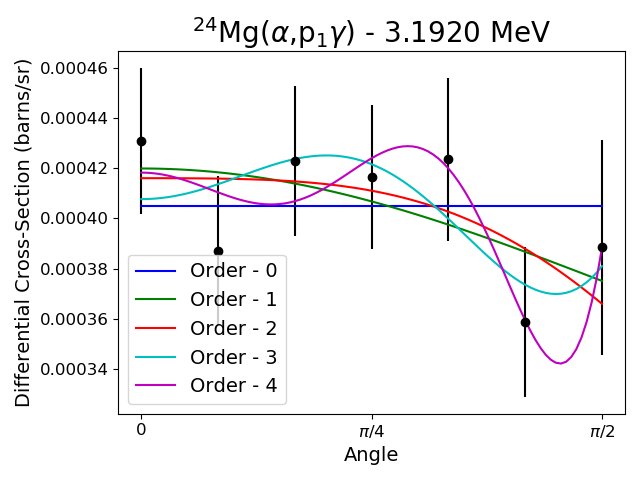 ²⁴Mg(α,p₁γ) - 3.1920 MeV
Differential Cross-Section (barns/sr)
0.00046
0.00044
0.00042
0.00040
0.00038
0.00036
0.00034
Order - 0
Order - 1
Order - 2
Order - 3
Order - 4
0
π/4
π/2
Angle